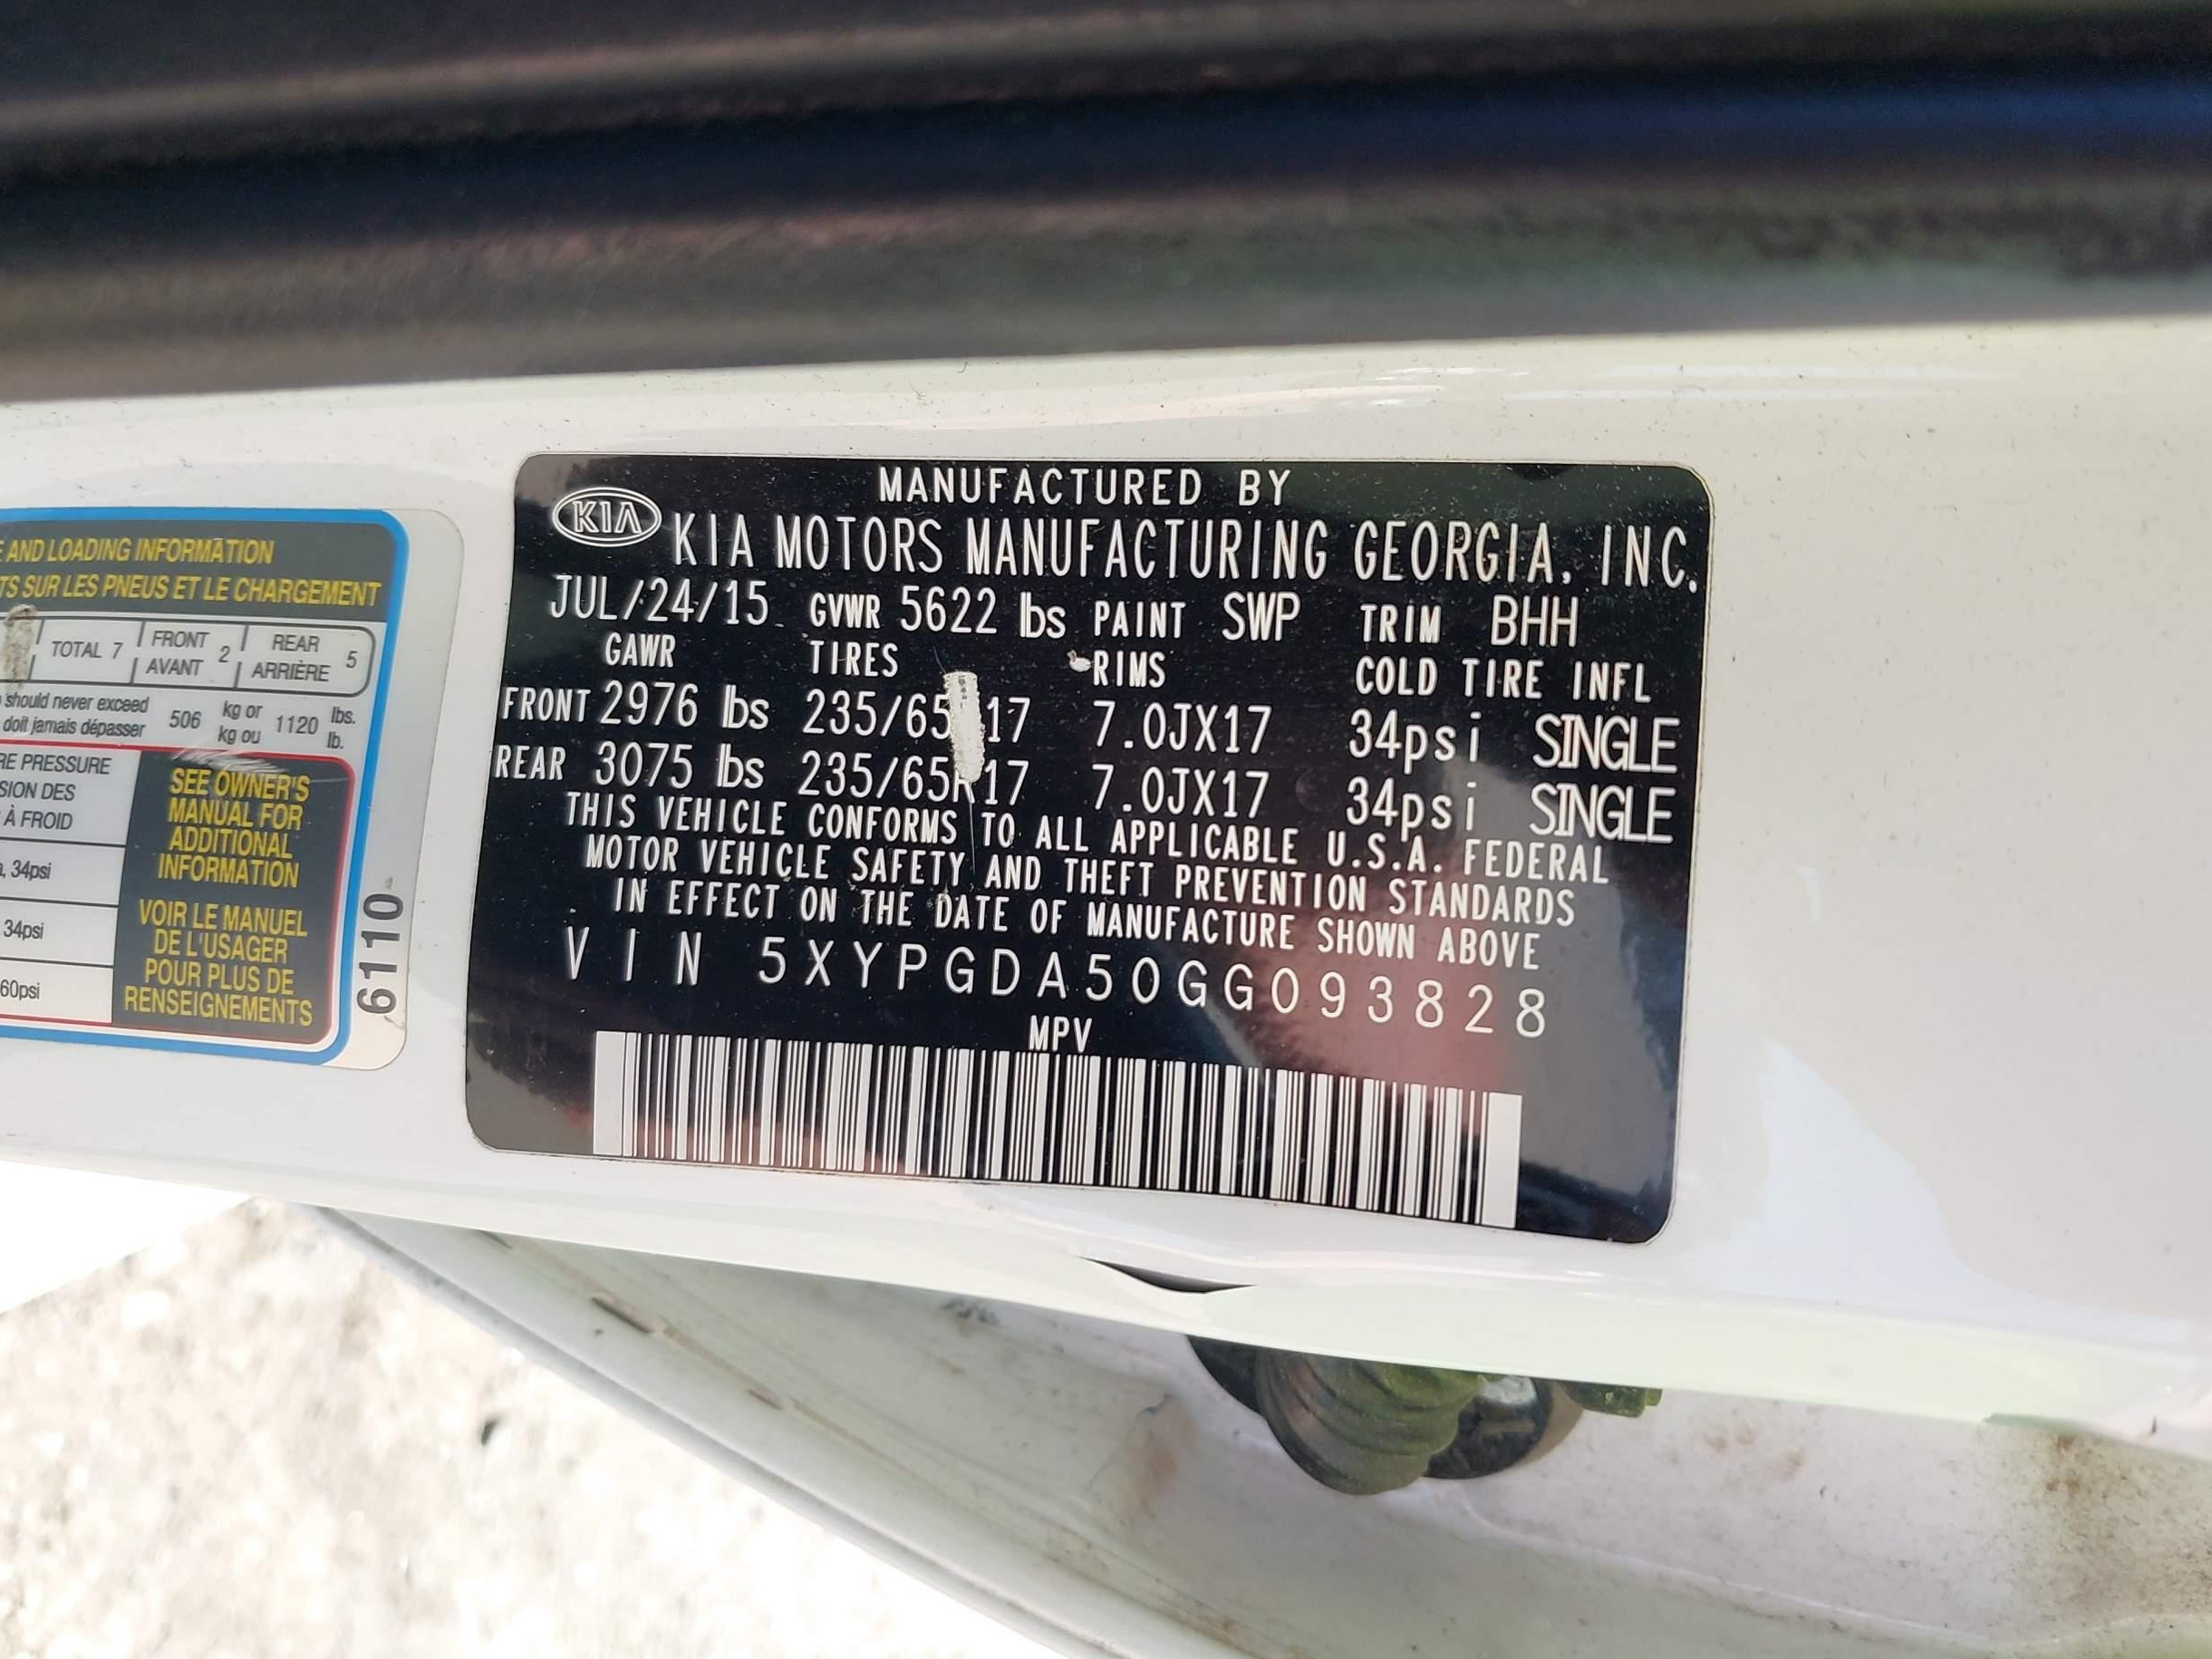 AND LOADING INFORMATION
TS SUR LES PNEUS ET LE CHARGEMENT
TOTAL 7 FRONT 2 REAR 5
AVANT ARRIÈRE
should never exceed 506 kg or 1120 lbs.
doit jamais dépasser kg ou lb.
RE PRESSURE
SION DES
À FROID
34psi
34psi
60psi
SEE OWNER'S
MANUAL FOR
ADDITIONAL
INFORMATION
VOIR LE MANUEL
DE L'USAGER
POUR PLUS DE
RENSEIGNEMENTS
6110
MANUFACTURED BY
KIA KIA MOTORS MANUFACTURING GEORGIA, INC.
JUL/24/15 GVWR 5622 lbs PAINT SWP TRIM BHH
GAWR TIRES RIMS COLD TIRE INFL
FRONT 2976 lbs 235/65 17 7.0JX17 34psi SINGLE
REAR 3075 lbs 235/65R17 7.0JX17 34psi SINGLE
THIS VEHICLE CONFORMS TO ALL APPLICABLE U.S.A. FEDERAL
MOTOR VEHICLE SAFETY AND THEFT PREVENTION STANDARDS
IN EFFECT ON THE DATE OF MANUFACTURE SHOWN ABOVE
VIN 5XYPGDA50GG093828
MPV